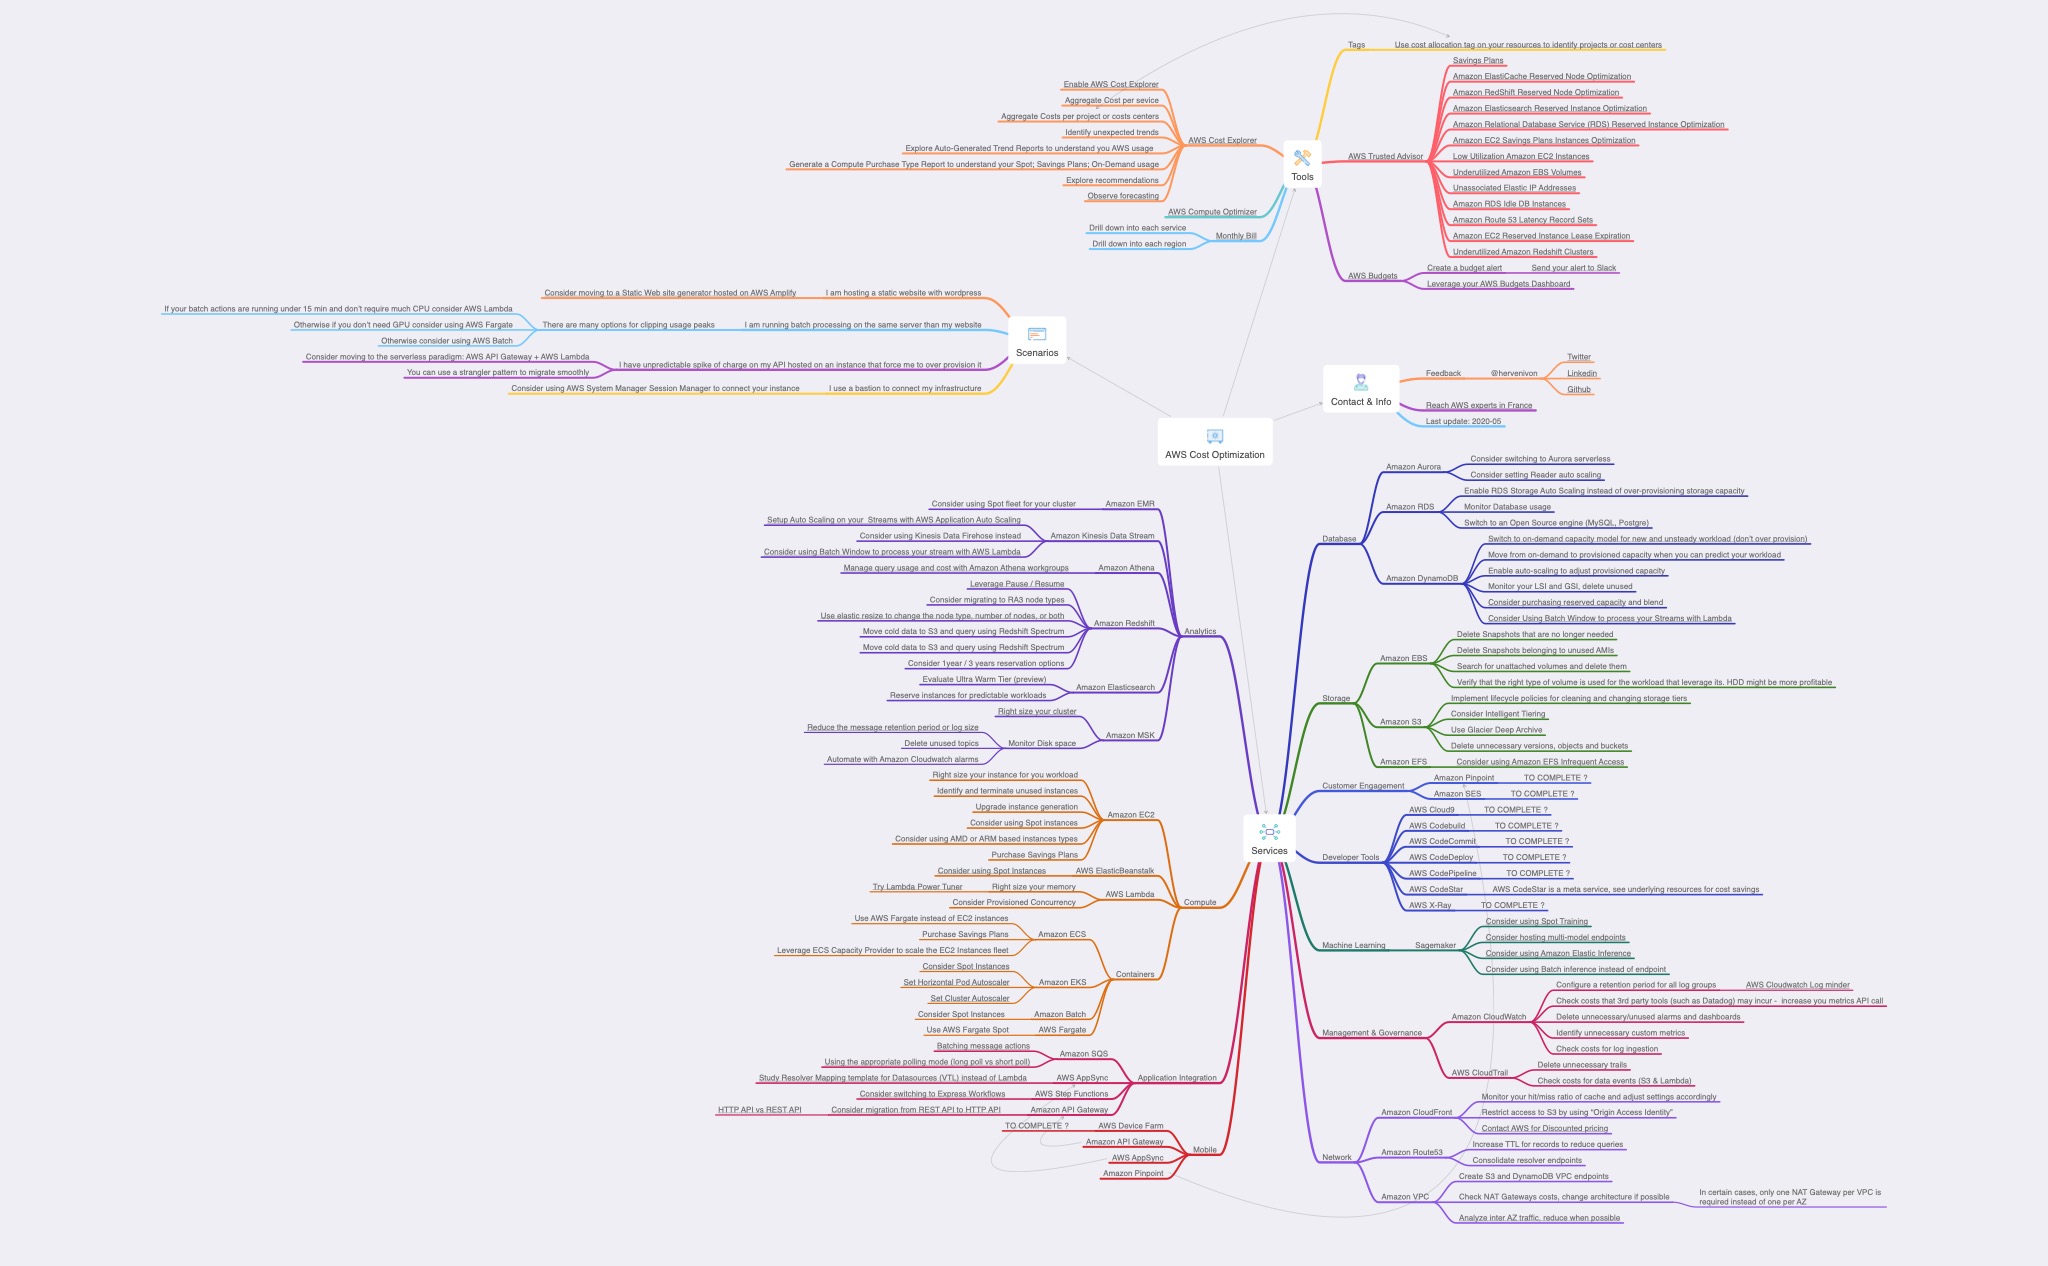 AWS Cost Optimization
Tools
Tags
Use cost allocation tag on your resources to identify projects or cost centers
AWS Trusted Advisor
Savings Plans
Amazon ElastiCache Reserved Node Optimization
Amazon RedShift Reserved Node Optimization
Amazon Elasticsearch Reserved Instance Optimization
Amazon Relational Database Service (RDS) Reserved Instance Optimization
Amazon EC2 Savings Plans Instances Optimization
Low Utilization Amazon EC2 Instances
Underutilized Amazon EBS Volumes
Unassociated Elastic IP Addresses
Amazon RDS Idle DB Instances
Amazon Route 53 Latency Record Sets
Amazon EC2 Reserved Instance Lease Expiration
Underutilized Amazon Redshift Clusters
AWS Budgets
Create a budget alert
Send your alert to Slack
Leverage your AWS Budgets Dashboard
AWS Cost Explorer
Enable AWS Cost Explorer
Aggregate Cost per sevice
Aggregate Costs per project or costs centers
Identify unexpected trends
Explore Auto-Generated Trend Reports to understand you AWS usage
Generate a Compute Purchase Type Report to understand your Spot; Savings Plans; On-Demand usage
Explore recommendations
Observe forecasting
AWS Compute Optimizer
Monthly Bill
Drill down into each service
Drill down into each region
Scenarios
I am hosting a static website with wordpress
Consider moving to a Static Web site generator hosted on AWS Amplify
I am running batch processing on the same server than my website
There are many options for clipping usage peaks
If your batch actions are running under 15 min and don't require much CPU consider AWS Lambda
Otherwise if you don't need GPU consider using AWS Fargate
Otherwise consider using AWS Batch
I have unpredictable spike of charge on my API hosted on an instance that force me to over provision it
Consider moving to the serverless paradigm: AWS API Gateway + AWS Lambda
You can use a strangler pattern to migrate smoothly
I use a bastion to connect my infrastructure
Consider using AWS System Manager Session Manager to connect your instance
Contact & Info
Feedback
@hervenivon
Twitter
Linkedin
Github
Reach AWS experts in France
Last update: 2020-05
Services
Database
Amazon Aurora
Consider switching to Aurora serverless
Consider setting Reader auto scaling
Amazon RDS
Enable RDS Storage Auto Scaling instead of over-provisioning storage capacity
Monitor Database usage
Switch to an Open Source engine (MySQL, Postgre)
Amazon DynamoDB
Switch to on-demand capacity model for new and unsteady workload (don't over provision)
Move from on-demand to provisioned capacity when you can predict your workload
Enable auto-scaling to adjust provisioned capacity
Monitor your LSI and GSI, delete unused
Consider purchasing reserved capacity and blend
Consider Using Batch Window to process your Streams with Lambda
Storage
Amazon EBS
Delete Snapshots that are no longer needed
Delete Snapshots belonging to unused AMIs
Search for unattached volumes and delete them
Verify that the right type of volume is used for the workload that leverage its. HDD might be more profitable
Amazon S3
Implement lifecycle policies for cleaning and changing storage tiers
Consider Intelligent Tiering
Use Glacier Deep Archive
Delete unnecessary versions, objects and buckets
Amazon EFS
Consider using Amazon EFS Infrequent Access
Customer Engagement
Amazon Pinpoint
TO COMPLETE ?
Amazon SES
TO COMPLETE ?
Developer Tools
AWS Cloud9
TO COMPLETE ?
AWS Codebuild
TO COMPLETE ?
AWS CodeCommit
TO COMPLETE ?
AWS CodeDeploy
TO COMPLETE ?
AWS CodePipeline
TO COMPLETE ?
AWS CodeStar
AWS CodeStar is a meta service, see underlying resources for cost savings
AWS X-Ray
TO COMPLETE ?
Machine Learning
Sagemaker
Consider using Spot Training
Consider hosting multi-model endpoints
Consider using Amazon Elastic Inference
Consider using Batch inference instead of endpoint
Management & Governance
Amazon CloudWatch
Configure a retention period for all log groups
AWS Cloudwatch Log minder
Check costs that 3rd party tools (such as Datadog) may incur - increase you metrics API call
Delete unnecessary/unused alarms and dashboards
Identify unnecessary custom metrics
Check costs for log ingestion
AWS CloudTrail
Delete unnecessary trails
Check costs for data events (S3 & Lambda)
Network
Amazon CloudFront
Monitor your hit/miss ratio of cache and adjust settings accordingly
Restrict access to S3 by using "Origin Access Identity"
Contact AWS for Discounted pricing
Amazon Route53
Increase TTL for records to reduce queries
Consolidate resolver endpoints
Amazon VPC
Create S3 and DynamoDB VPC endpoints
Check NAT Gateways costs, change architecture if possible
In certain cases, only one NAT Gateway per VPC is
required instead of one per AZ
Analyze inter AZ traffic, reduce when possible
Analytics
Amazon EMR
Consider using Spot fleet for your cluster
Amazon Kinesis Data Stream
Setup Auto Scaling on your Streams with AWS Application Auto Scaling
Consider using Kinesis Data Firehose instead
Consider using Batch Window to process your stream with AWS Lambda
Amazon Athena
Manage query usage and cost with Amazon Athena workgroups
Amazon Redshift
Leverage Pause / Resume
Consider migrating to RA3 node types
Use elastic resize to change the node type, number of nodes, or both
Move cold data to S3 and query using Redshift Spectrum
Move cold data to S3 and query using Redshift Spectrum
Consider 1year / 3 years reservation options
Amazon Elasticsearch
Evaluate Ultra Warm Tier (preview)
Reserve instances for predictable workloads
Amazon MSK
Right size your cluster
Monitor Disk space
Reduce the message retention period or log size
Delete unused topics
Automate with Amazon Cloudwatch alarms
Compute
Amazon EC2
Right size your instance for you workload
Identify and terminate unused instances
Upgrade instance generation
Consider using Spot instances
Consider using AMD or ARM based instances types
Purchase Savings Plans
AWS ElasticBeanstalk
Consider using Spot Instances
AWS Lambda
Right size your memory
Try Lambda Power Tuner
Consider Provisioned Concurrency
Containers
Amazon ECS
Use AWS Fargate instead of EC2 instances
Purchase Savings Plans
Leverage ECS Capacity Provider to scale the EC2 Instances fleet
Amazon EKS
Consider Spot Instances
Set Horizontal Pod Autoscaler
Set Cluster Autoscaler
Amazon Batch
Consider Spot Instances
AWS Fargate
Use AWS Fargate Spot
Application Integration
Amazon SQS
Batching message actions
Using the appropriate polling mode (long poll vs short poll)
AWS AppSync
Study Resolver Mapping template for Datasources (VTL) instead of Lambda
AWS Step Functions
Consider switching to Express Workflows
Amazon API Gateway
Consider migration from REST API to HTTP API
HTTP API vs REST API
Mobile
AWS Device Farm
TO COMPLETE ?
Amazon API Gateway
AWS AppSync
Amazon Pinpoint